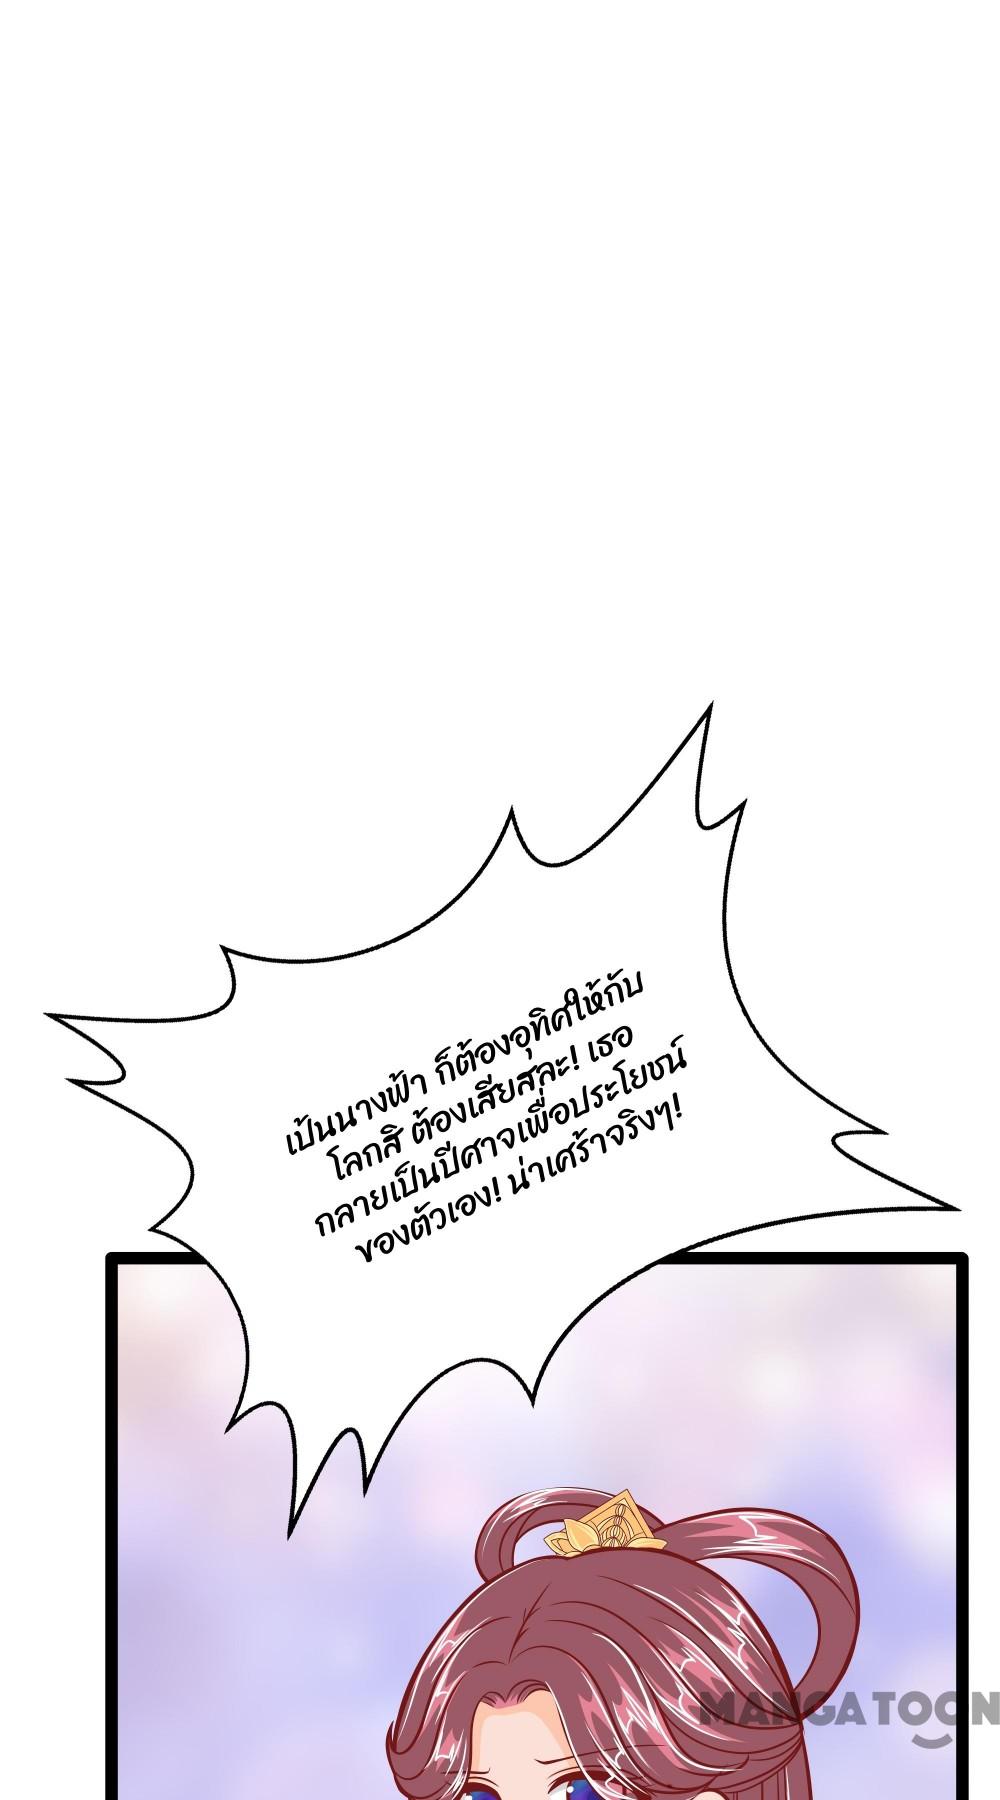 เป็นนางฟ้า ก็ต้องอุทิศให้กับ
โลกสิ ต้องเสียสละ! เธอ
กลายเป็นปีศาจเพื่อประโยชน์
ของตัวเอง! น่าเศร้าจริงๆ!
MANGATOON